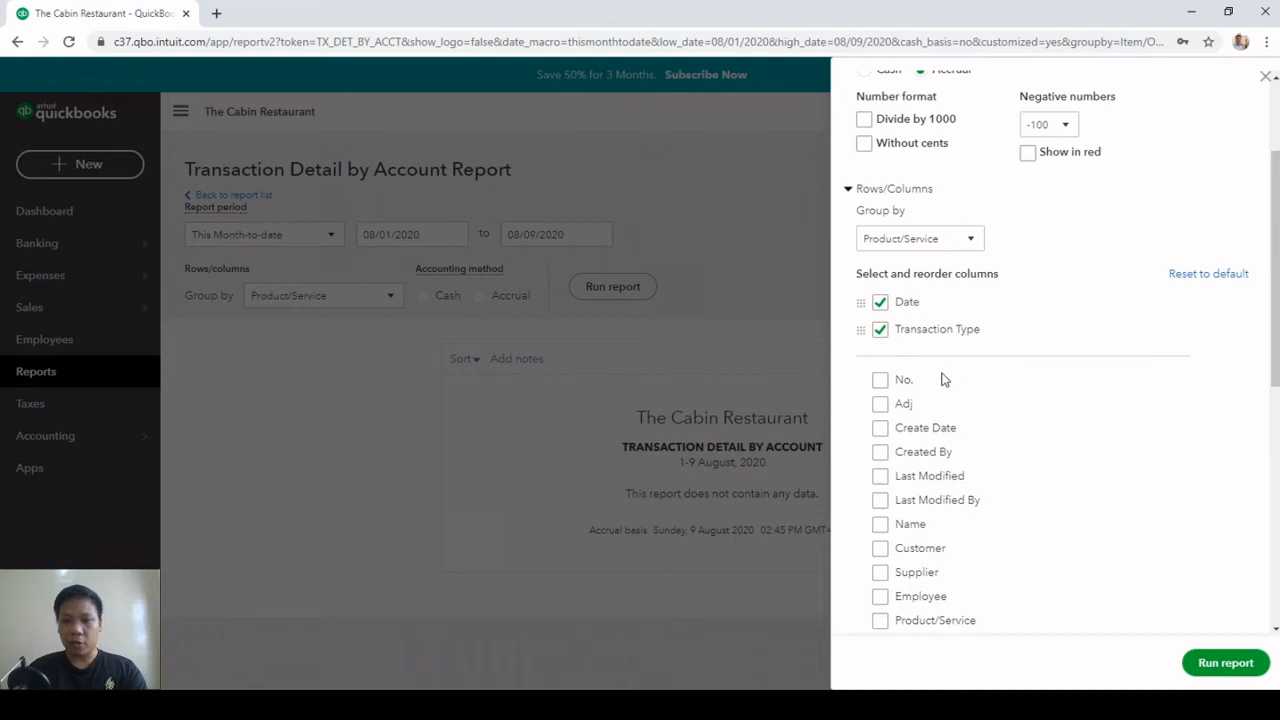 The Cabin Restaurant - QuickBoo
c37.qbo.intuit.com/app/reportv2?token=TX_DET_BY_ACCT&show_logo=false&date_macro=thismonthtodate&low_date=08/01/2020&high_date=08/09/2020&cash_basis=no&customized=yes&groupby=Item/O...
Save 50% for 3 Months. Subscribe Now
intuit
quickbooks
The Cabin Restaurant
New
Dashboard
Banking
Expenses
Sales
Employees
Reports
Taxes
Accounting
Apps
Transaction Detail by Account Report
Back to report list
Report period
This Month-to-date
08/01/2020
to
08/09/2020
Rows/columns
Accounting method
Group by
Product/Service
Cash
Accrual
Run report
Sort
Add notes
The Cabin Restaurant
TRANSACTION DETAIL BY ACCOUNT
1-9 August, 2020
This report does not contain any data.
Accrual basis Sunday, 9 August 2020 02:45 PM GMT+
Cash
Accrual
Number format
Negative numbers
Divide by 1000
-100
Without cents
Show in red
Rows/Columns
Group by
Product/Service
Select and reorder columns
Reset to default
Date
Transaction Type
No.
Adj
Create Date
Created By
Last Modified
Last Modified By
Name
Customer
Supplier
Employee
Product/Service
Run report